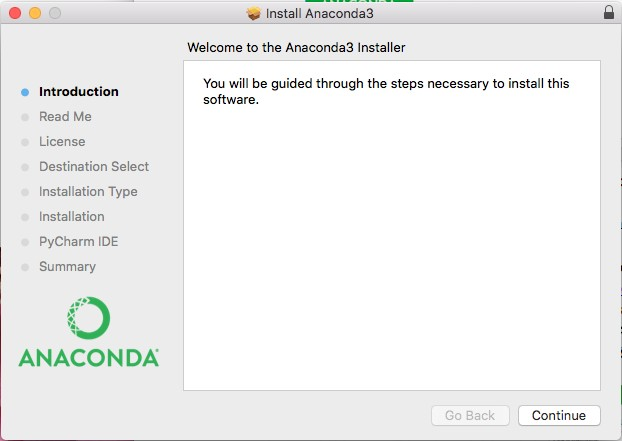 Install Anaconda3
Welcome to the Anaconda3 Installer
Introduction
Read Me
License
Destination Select
Installation Type
Installation
PyCharm IDE
Summary
ANACONDA®
You will be guided through the steps necessary to install this
software.
Go Back
Continue